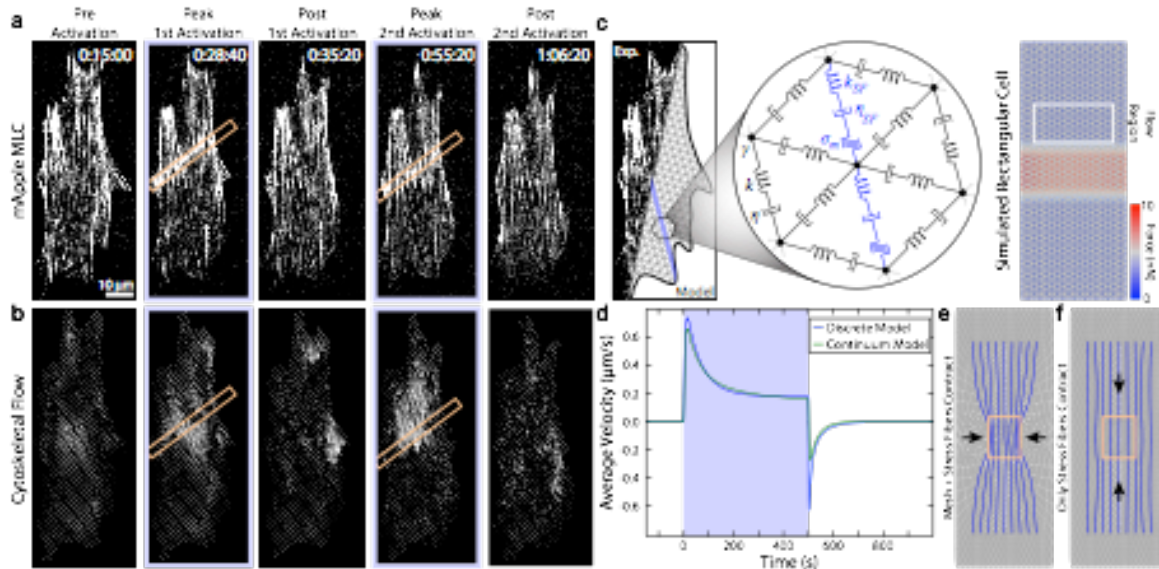 a
Pre
Activation
Peak
1st Activation
Post
1st Activation
Peak
2nd Activation
Post
2nd Activation
mApple MLC
0:15:00
0:28:40
0:35:20
0:55:20
1:06:20
10 µm
b
Cytoskeletal Flow
c
Exp.
Model
k_SF
Simulated Rectangular Cell
Flow
Region
10
Force
0
d
Discrete Model
Continuum Model
Average Velocity (µm/s)
0.6
0.4
0.2
0.0
0.2
0.4
0.6
0
200
400
600
Time (s)
e
Mesh + Stress Fibers Contract
f
Only Stress Fibers Contract